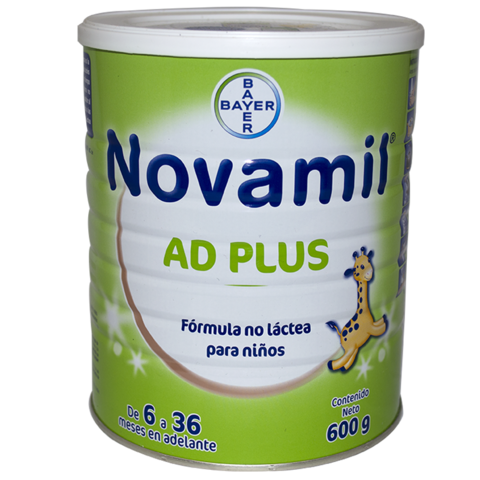 BAYER
BAYER
Novamil®
AD PLUS
Fórmula no láctea
para niños
De 6 a 36
meses en adelante
Contenido
Neto
600 g